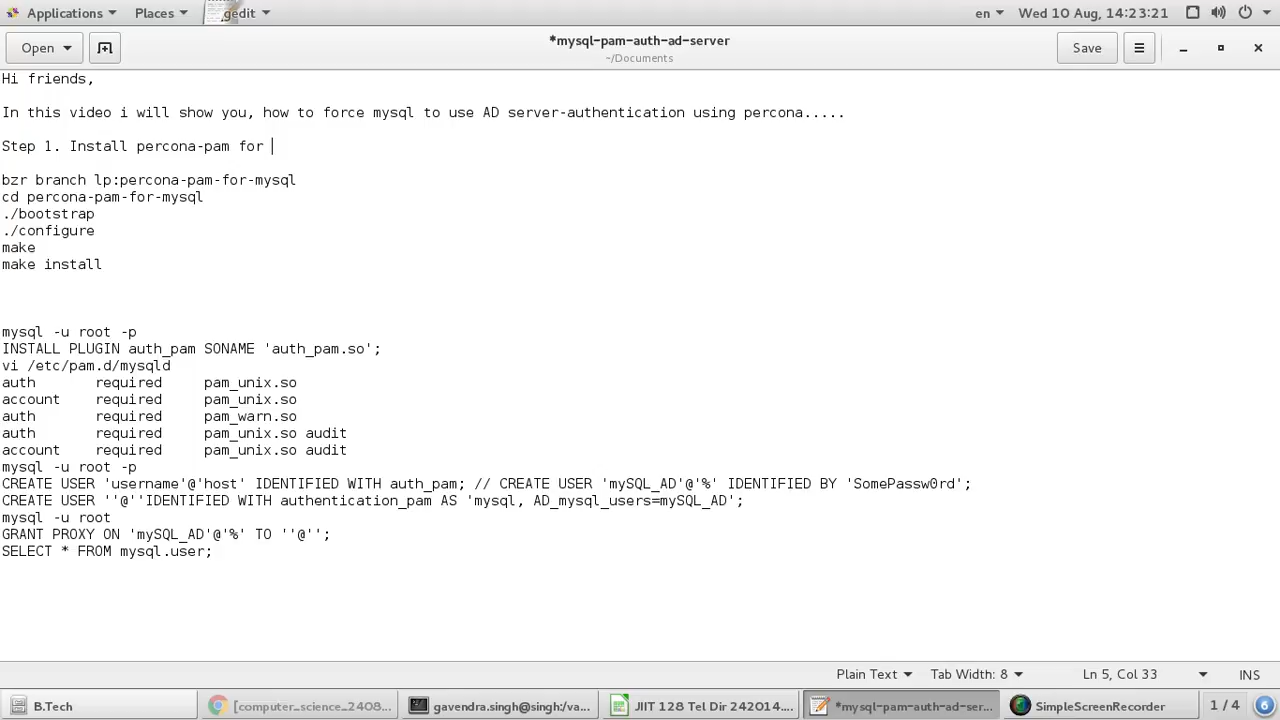 Applications Places gedit en Wed 10 Aug, 14:23:21
Open *mysql-pam-auth-ad-server Save
~/Documents
Hi friends,
In this video i will show you, how to force mysql to use AD server-authentication using percona.....
Step 1. Install percona-pam for
bzr branch lp:percona-pam-for-mysql
cd percona-pam-for-mysql
./bootstrap
./configure
make
make install
mysql -u root -p
INSTALL PLUGIN auth_pam SONAME 'auth_pam.so';
vi /etc/pam.d/mysqld
auth required pam_unix.so
account required pam_unix.so
auth required pam_warn.so
auth required pam_unix.so audit
account required pam_unix.so audit
mysql -u root -p
CREATE USER 'username'@'host' IDENTIFIED WITH auth_pam; // CREATE USER 'mySQL_AD'@'%' IDENTIFIED BY 'SomePassw0rd';
CREATE USER ''@''IDENTIFIED WITH authentication_pam AS 'mysql, AD_mysql_users=mySQL_AD';
mysql -u root
GRANT PROXY ON 'mySQL_AD'@'%' TO ''@'';
SELECT * FROM mysql.user;
Plain Text Tab Width: 8 Ln 5, Col 33 INS
B.Tech [computer_science_2408... gavendra.singh@singh:/va... JIIT 128 Tel Dir 242014.... *mysql-pam-auth-ad-ser... SimpleScreenRecorder 1 / 4 6